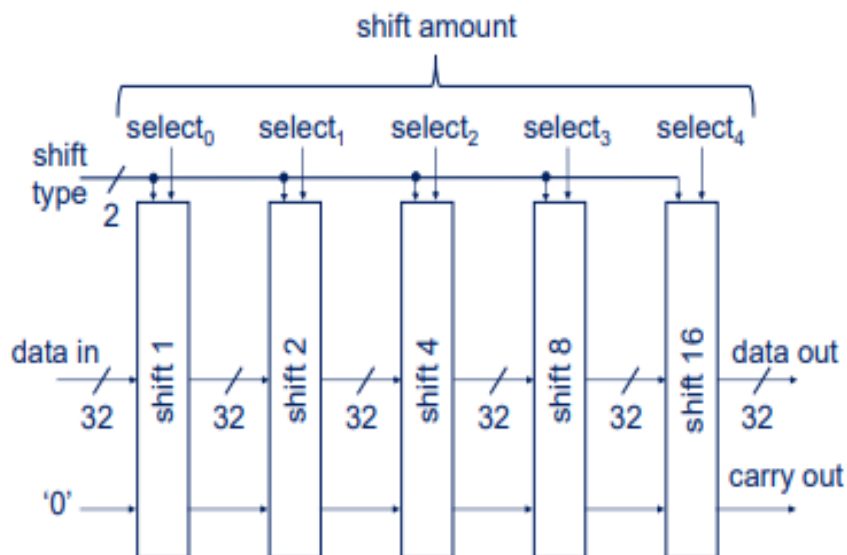 shift amount
select₀ select₁ select₂ select₃ select₄
shift
type
2
shift 1 shift 2 shift 4 shift 8 shift 16
data in data out
32 32 32 32 32 32
carry out
‘0’